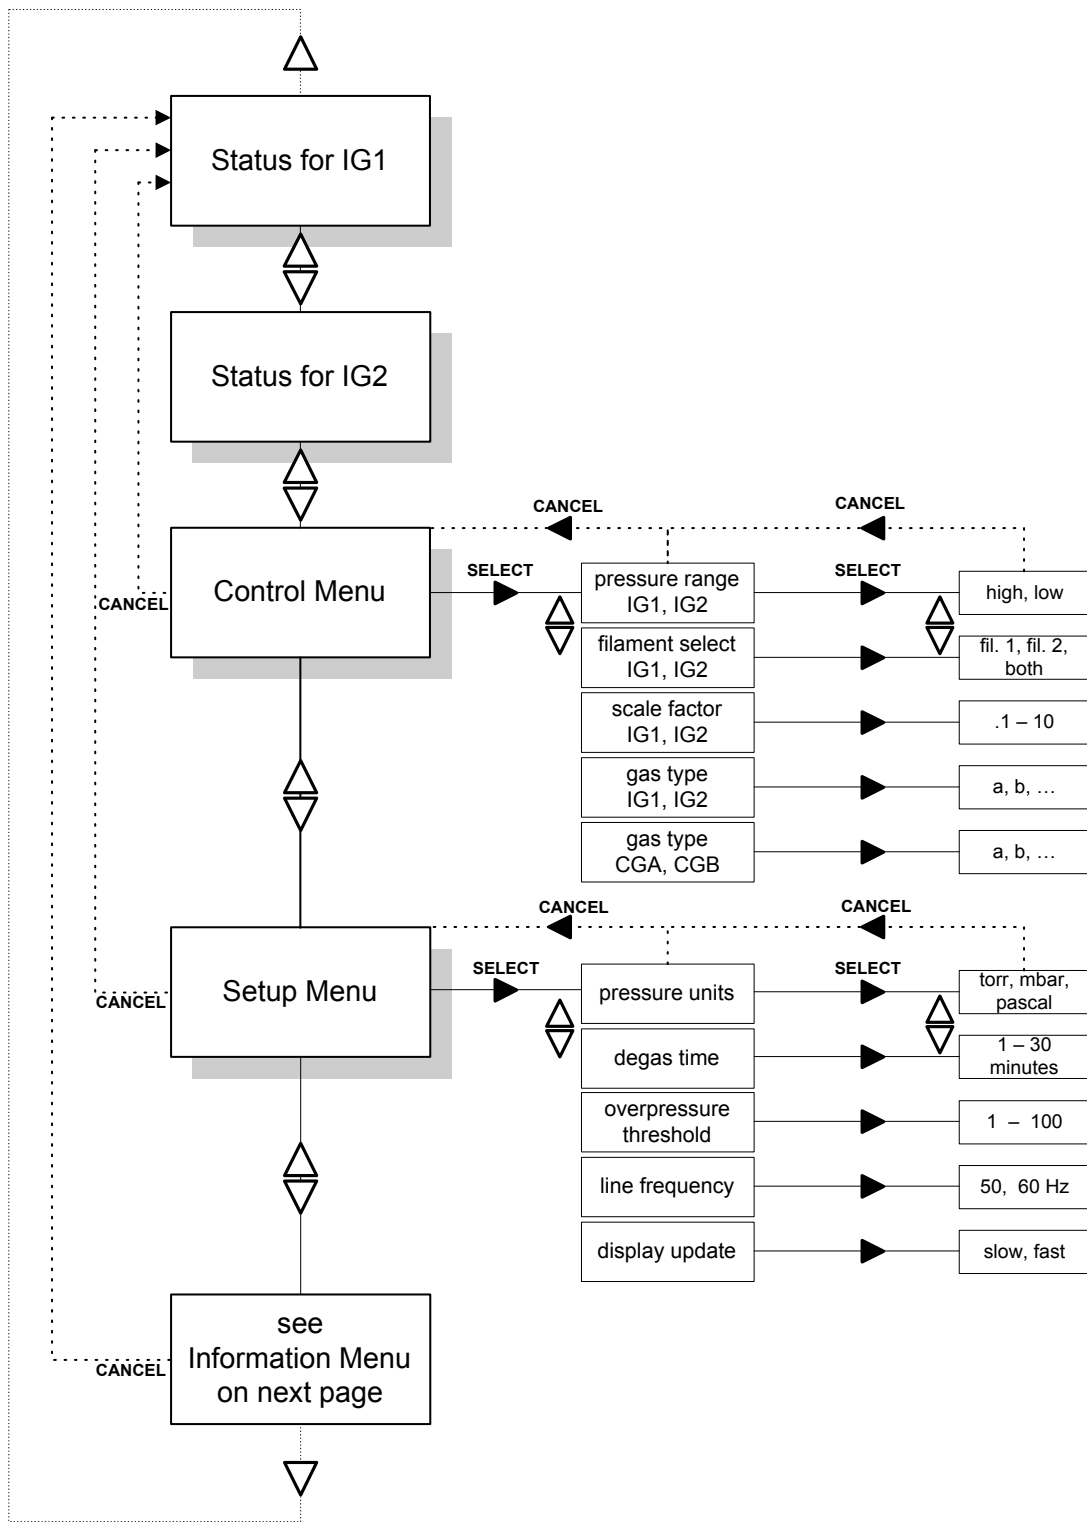 Status for IG1
Status for IG2
CANCEL
CANCEL
SELECT
SELECT
Control Menu
CANCEL
pressure range
IG1, IG2
high, low
filament select
IG1, IG2
fil. 1, fil. 2,
both
scale factor
IG1, IG2
.1 – 10
gas type
IG1, IG2
a, b, …
gas type
CGA, CGB
a, b, …
CANCEL
CANCEL
SELECT
SELECT
Setup Menu
CANCEL
pressure units
torr, mbar,
pascal
degas time
1 – 30
minutes
overpressure
threshold
1 – 100
line frequency
50, 60 Hz
display update
slow, fast
see
Information Menu
on next page
CANCEL